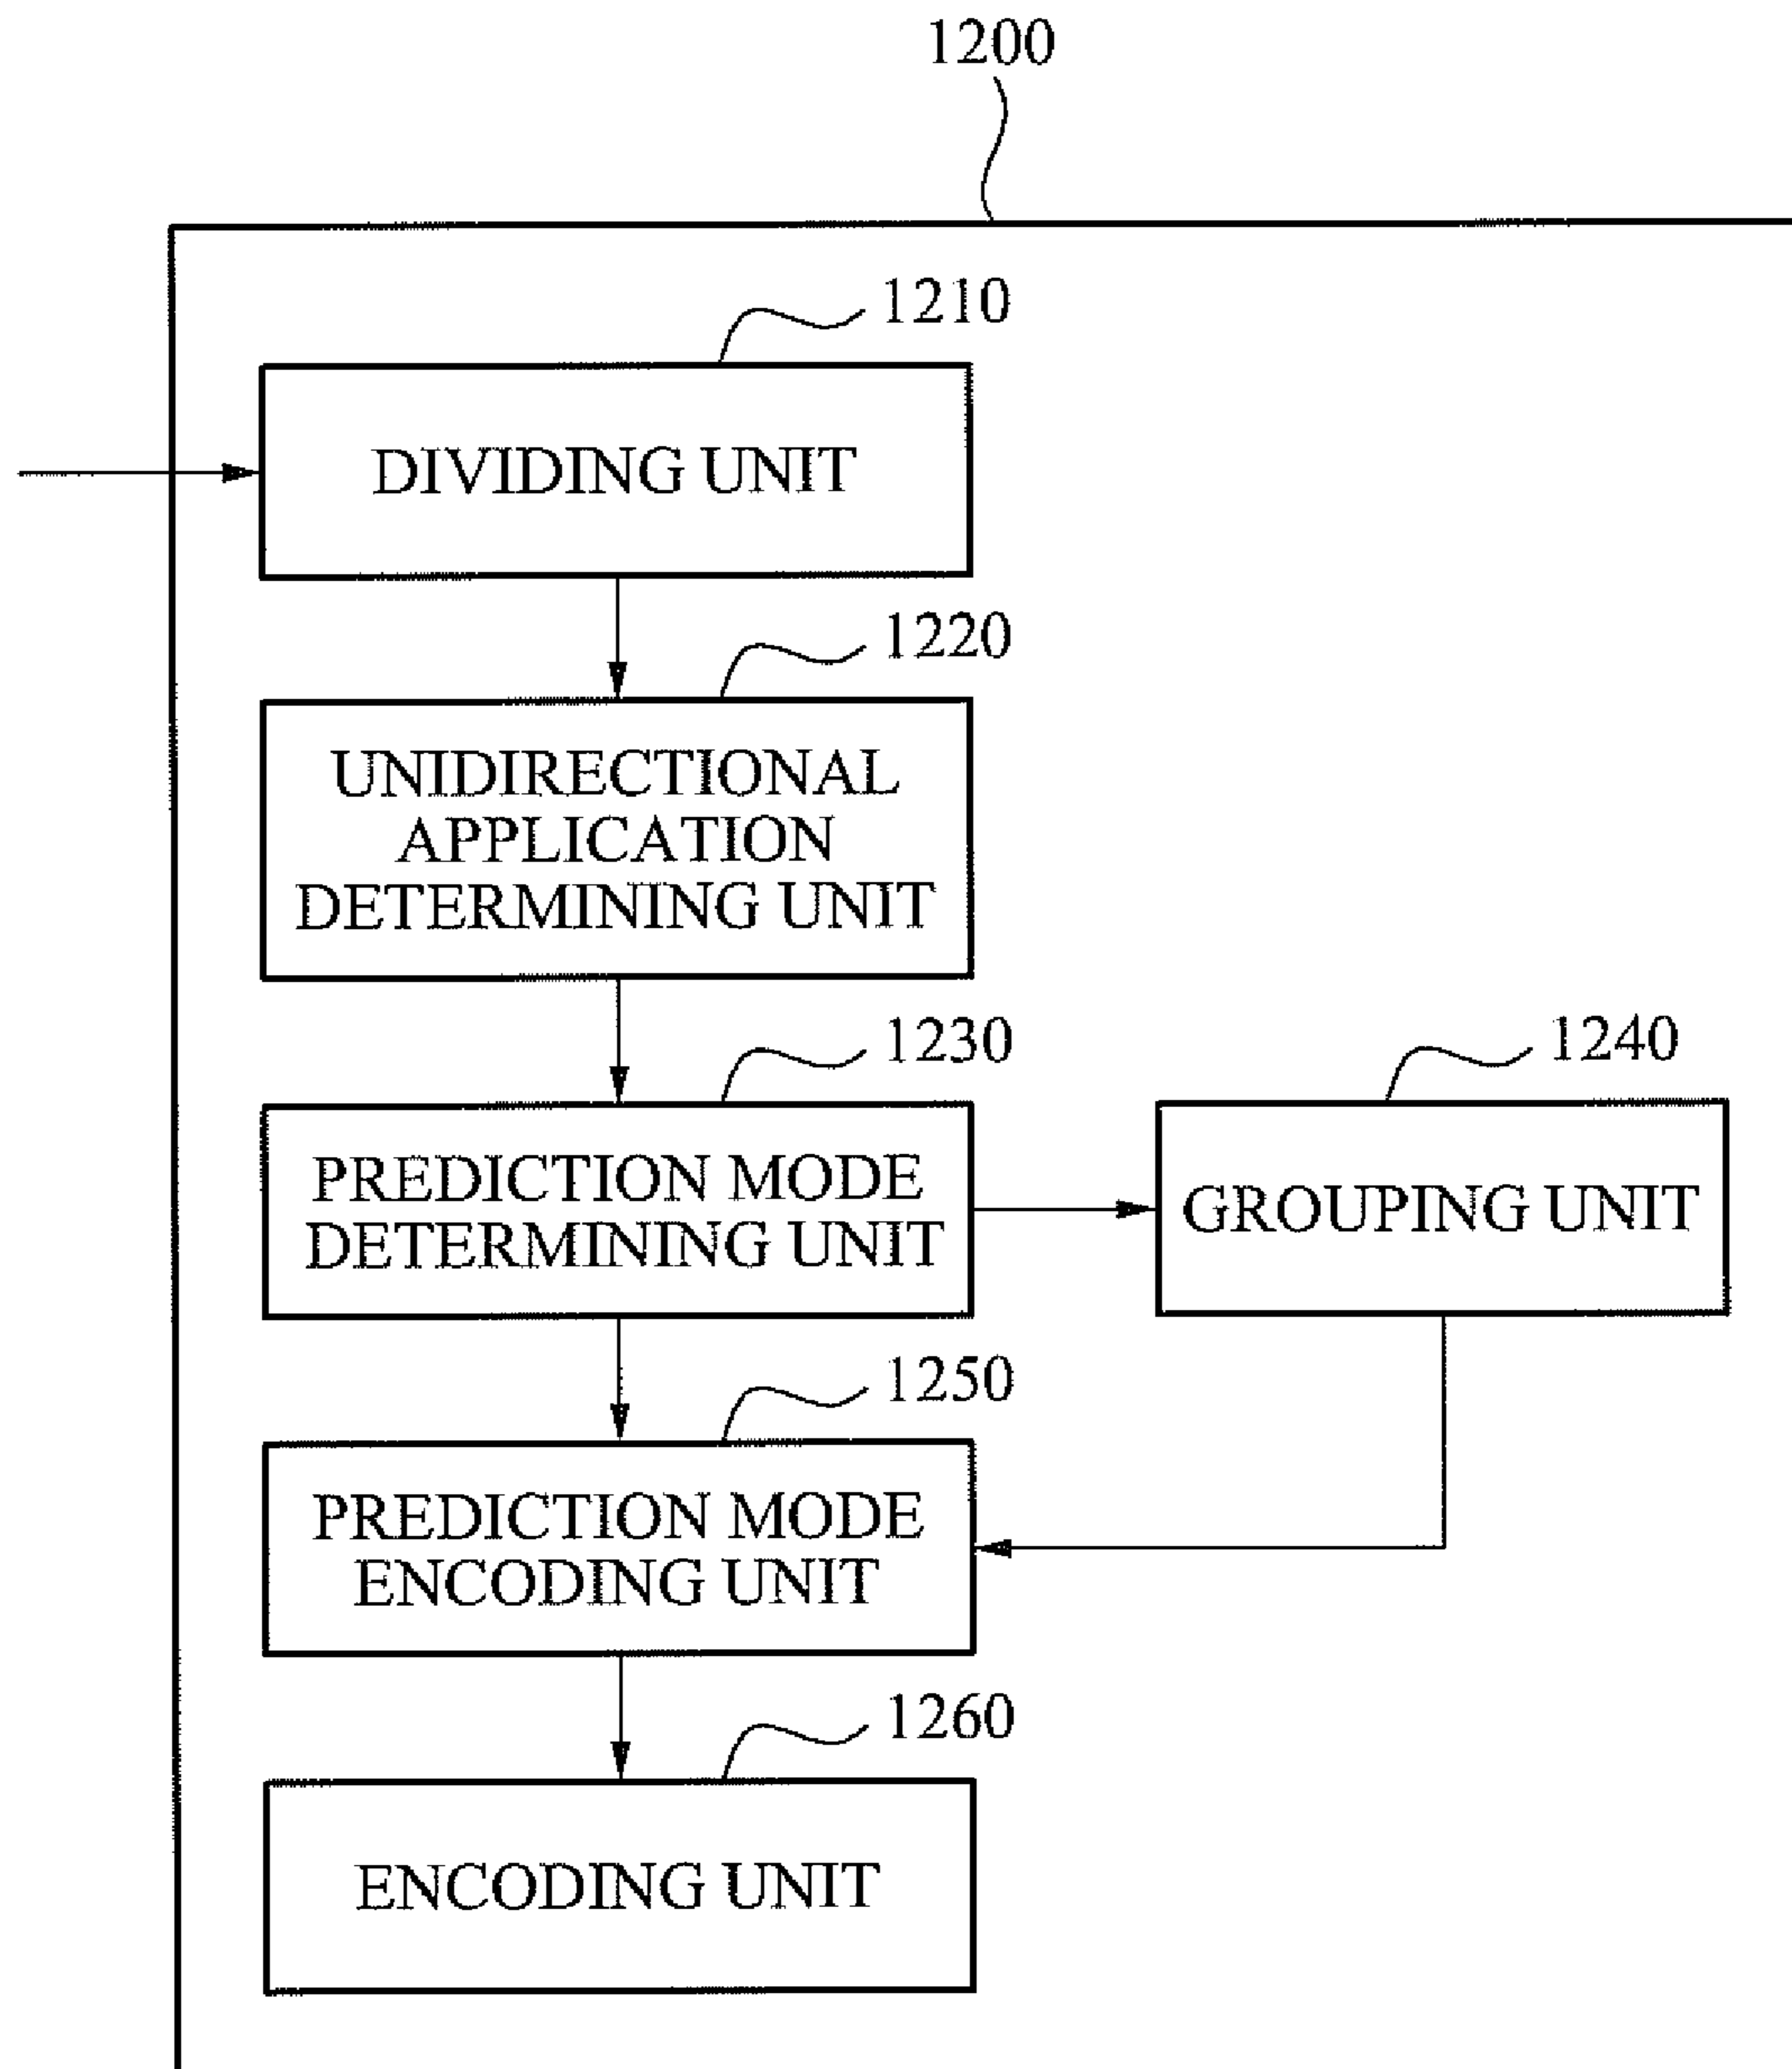 1200
1210
DIVIDING UNIT
1220
UNIDIRECTIONAL
APPLICATION
DETERMINING UNIT
1230
PREDICTION MODE
DETERMINING UNIT
1240
GROUPING UNIT
1250
PREDICTION MODE
ENCODING UNIT
1260
ENCODING UNIT